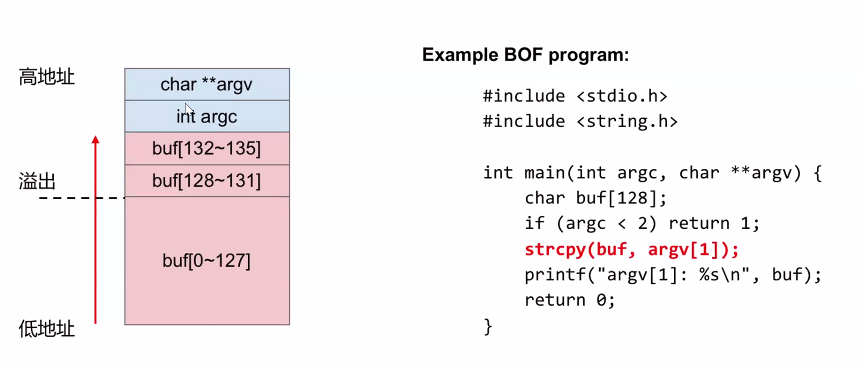 高地址
char **argv
int argc
buf[132~135]
溢出
buf[128~131]
buf[0~127]
低地址
Example BOF program:
#include <stdio.h>
#include <string.h>
int main(int argc, char **argv) {
    char buf[128];
    if (argc < 2) return 1;
    strcpy(buf, argv[1]);
    printf("argv[1]: %s\n", buf);
    return 0;
}